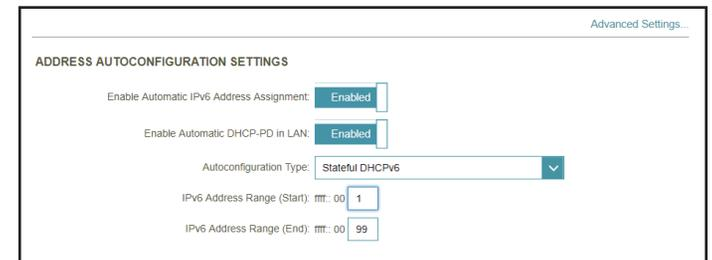 Advanced Settings...
ADDRESS AUTOCONFIGURATION SETTINGS
Enable Automatic IPv6 Address Assignment: Enabled
Enable Automatic DHCP-PD in LAN: Enabled
Autoconfiguration Type: Stateful DHCPv6
IPv6 Address Range (Start): ffff:: 00 1
IPv6 Address Range (End): ffff:: 00 99